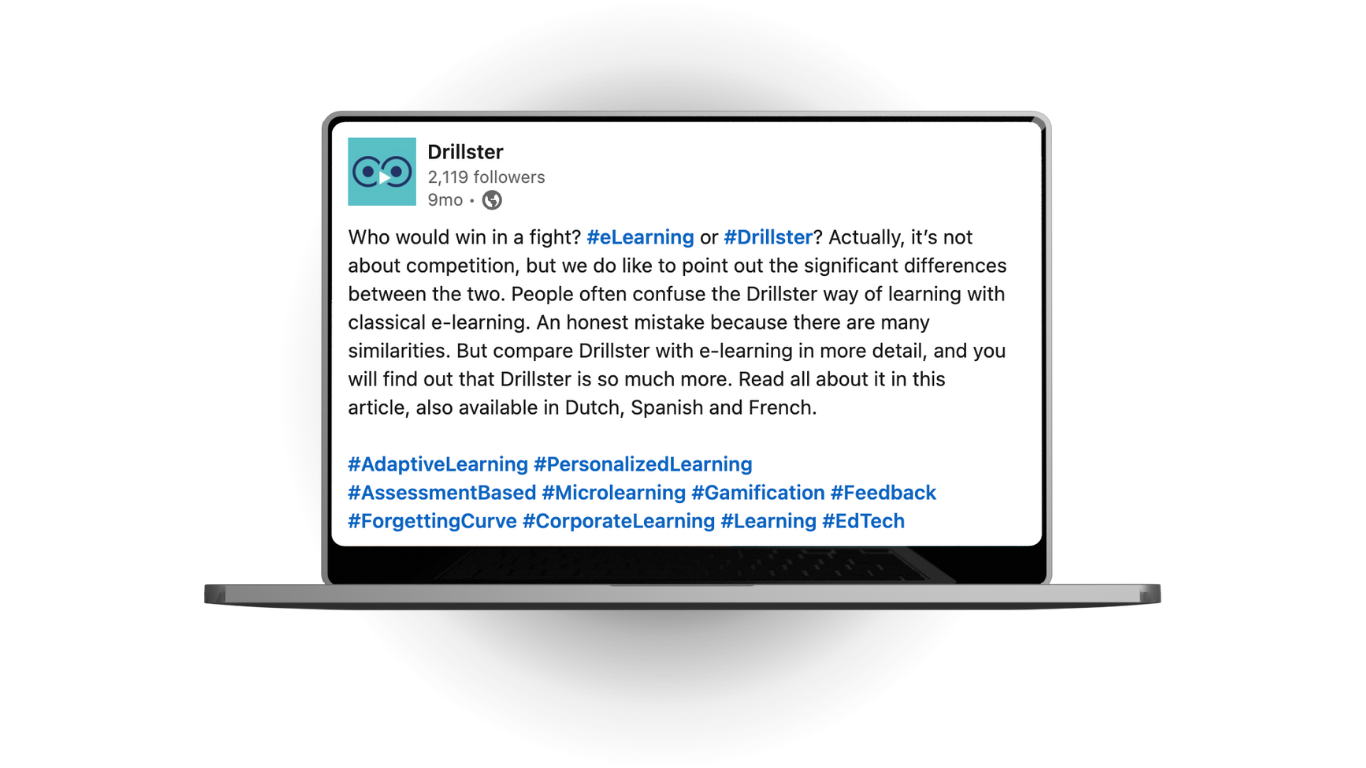 Drillster
2,119 followers
9mo •
Who would win in a fight? #eLearning or #Drillster? Actually, it’s not
about competition, but we do like to point out the significant differences
between the two. People often confuse the Drillster way of learning with
classical e-learning. An honest mistake because there are many
similarities. But compare Drillster with e-learning in more detail, and you
will find out that Drillster is so much more. Read all about it in this
article, also available in Dutch, Spanish and French.
#AdaptiveLearning #PersonalizedLearning
#AssessmentBased #Microlearning #Gamification #Feedback
#ForgettingCurve #CorporateLearning #Learning #EdTech